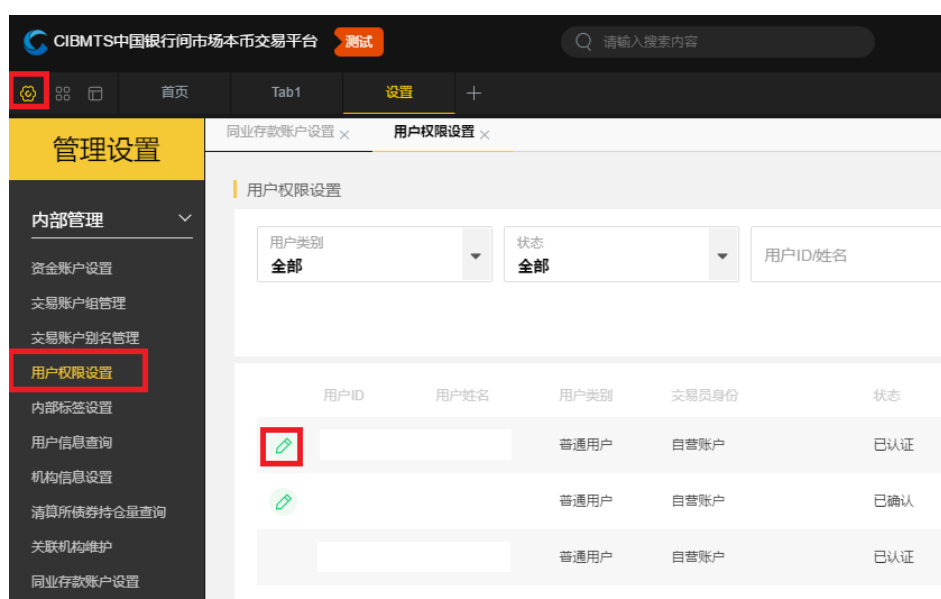 CIBMTS中国银行间市场本币交易平台 测试 请输入搜索内容
首页 Tab1 设置
管理设置
同业存款账户设置 用户权限设置
用户权限设置
内部管理
资金账户设置
交易账户组管理
交易账户别名管理
用户权限设置
内部标签设置
用户信息查询
机构信息设置
清算所债券持仓量查询
关联机构维护
同业存款账户设置
用户类别
全部
状态
全部
用户ID/姓名
用户ID 用户姓名 用户类别 交易员身份 状态
普通用户 自营账户 已认证
普通用户 自营账户 已确认
普通用户 自营账户 已认证